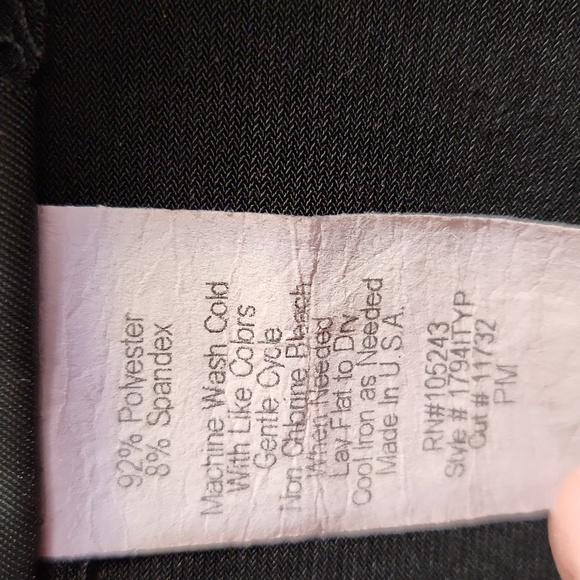 92% Polyester
8% Spandex
Machine Wash Cold
With Like Colors
Gentle Cycle
Non Chlorine Bleach
When Needed
Lay Flat to Dry
Cool Iron as Needed
Made In U.S.A.
RN#105243
Style # 1794ITYP
Cut # 11732
PM